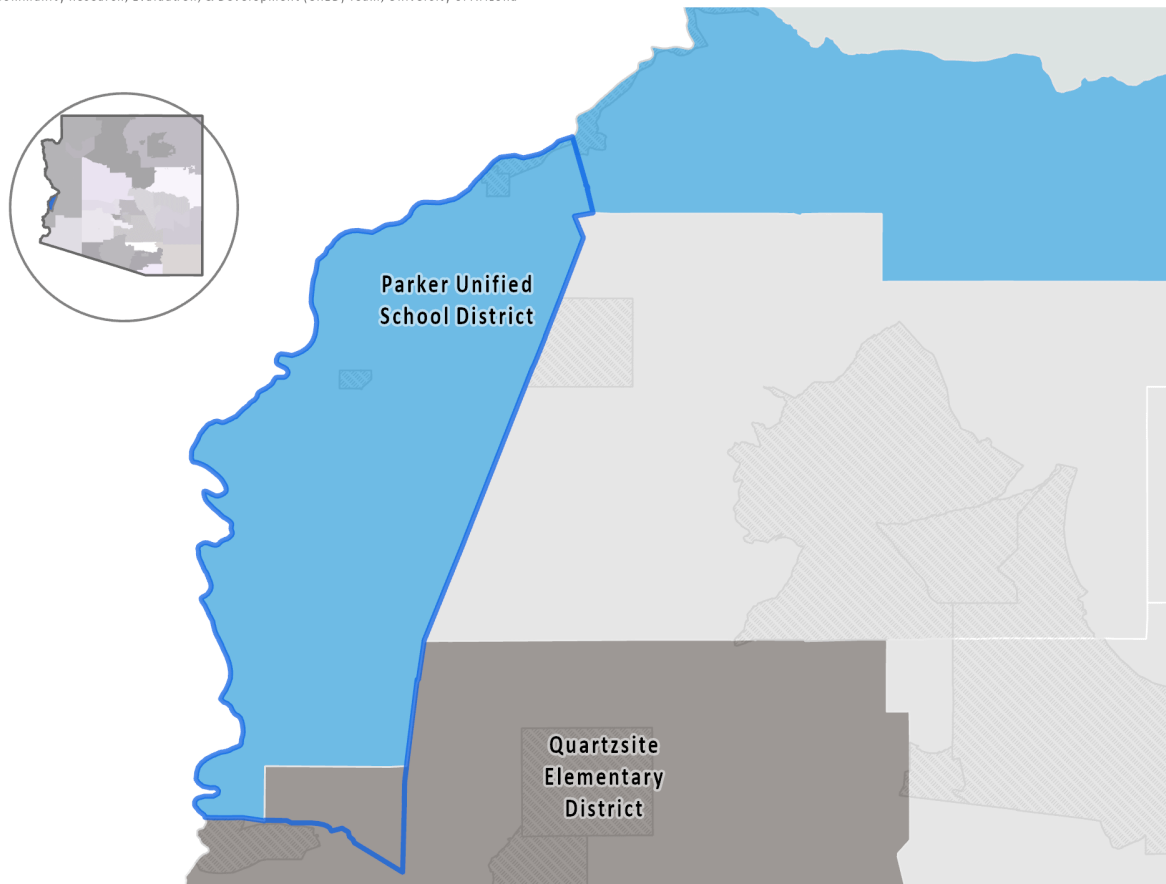 Parker Unified
School District
Quartzsite
Elementary
District